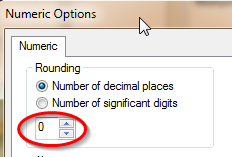 Numeric Options
Numeric
Rounding
Number of decimal places
Number of significant digits
0